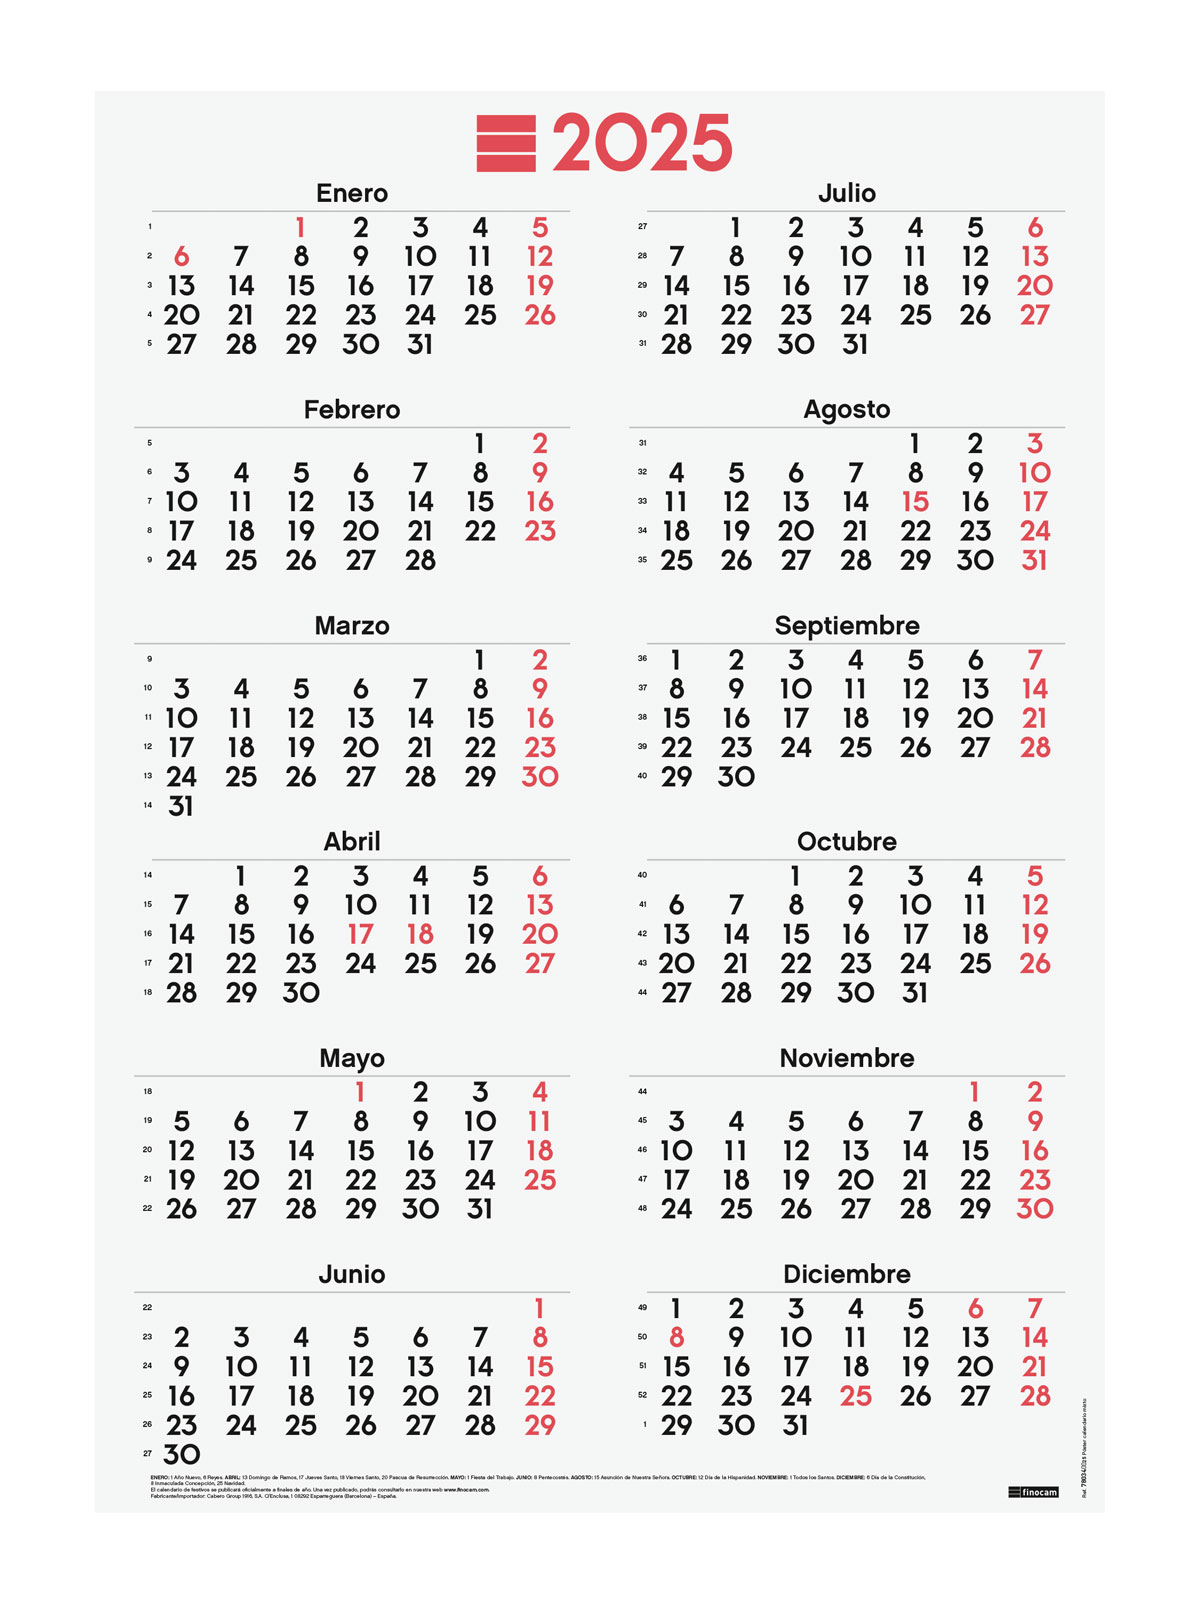 2025
Enero
1 1 2 3 4 5
2 6 7 8 9 10 11 12
3 13 14 15 16 17 18 19
4 20 21 22 23 24 25 26
5 27 28 29 30 31
Febrero
5 1 2
6 3 4 5 6 7 8 9
7 10 11 12 13 14 15 16
8 17 18 19 20 21 22 23
9 24 25 26 27 28
Marzo
9 1 2
10 3 4 5 6 7 8 9
11 10 11 12 13 14 15 16
12 17 18 19 20 21 22 23
13 24 25 26 27 28 29 30
14 31
Abril
14 1 2 3 4 5 6
15 7 8 9 10 11 12 13
16 14 15 16 17 18 19 20
17 21 22 23 24 25 26 27
18 28 29 30
Mayo
18 1 2 3 4
19 5 6 7 8 9 10 11
20 12 13 14 15 16 17 18
21 19 20 21 22 23 24 25
22 26 27 28 29 30 31
Junio
22 1
23 2 3 4 5 6 7 8
24 9 10 11 12 13 14 15
25 16 17 18 19 20 21 22
26 23 24 25 26 27 28 29
27 30
Julio
27 1 2 3 4 5 6
28 7 8 9 10 11 12 13
29 14 15 16 17 18 19 20
30 21 22 23 24 25 26 27
31 28 29 30 31
Agosto
31 1 2 3
32 4 5 6 7 8 9 10
33 11 12 13 14 15 16 17
34 18 19 20 21 22 23 24
35 25 26 27 28 29 30 31
Septiembre
36 1 2 3 4 5 6 7
37 8 9 10 11 12 13 14
38 15 16 17 18 19 20 21
39 22 23 24 25 26 27 28
40 29 30
Octubre
40 1 2 3 4 5
41 6 7 8 9 10 11 12
42 13 14 15 16 17 18 19
43 20 21 22 23 24 25 26
44 27 28 29 30 31
Noviembre
44 1 2
45 3 4 5 6 7 8 9
46 10 11 12 13 14 15 16
47 17 18 19 20 21 22 23
48 24 25 26 27 28 29 30
Diciembre
49 1 2 3 4 5 6 7
50 8 9 10 11 12 13 14
51 15 16 17 18 19 20 21
52 22 23 24 25 26 27 28
1 29 30 31
ENERO: 1 Año Nuevo, 6 Reyes. ABRIL: 13 Domingo de Ramos, 17 Jueves Santo, 18 Viernes Santo, 20 Pascua de Resurrección. MAYO: 1 Fiesta del Trabajo. JUNIO: 8 Pentecostés. AGOSTO: 15 Asunción de Nuestra Señora. OCTUBRE: 12 Día de la Hispanidad. NOVIEMBRE: 1 Todos los Santos. DICIEMBRE: 6 Día de la Constitución,
8 Inmaculada Concepción, 25 Navidad.
El calendario de festivos se publicará oficialmente a finales de año. Una vez publicado, podrás consultarlo en nuestra web www.finocam.com.
Fabricante/Importador: Cabero Group 1916, S.A. C/Enclusa, 1. 08292 Esparreguera (Barcelona) – España.
finocam
Ref. 780340025 Póster calendario mixto